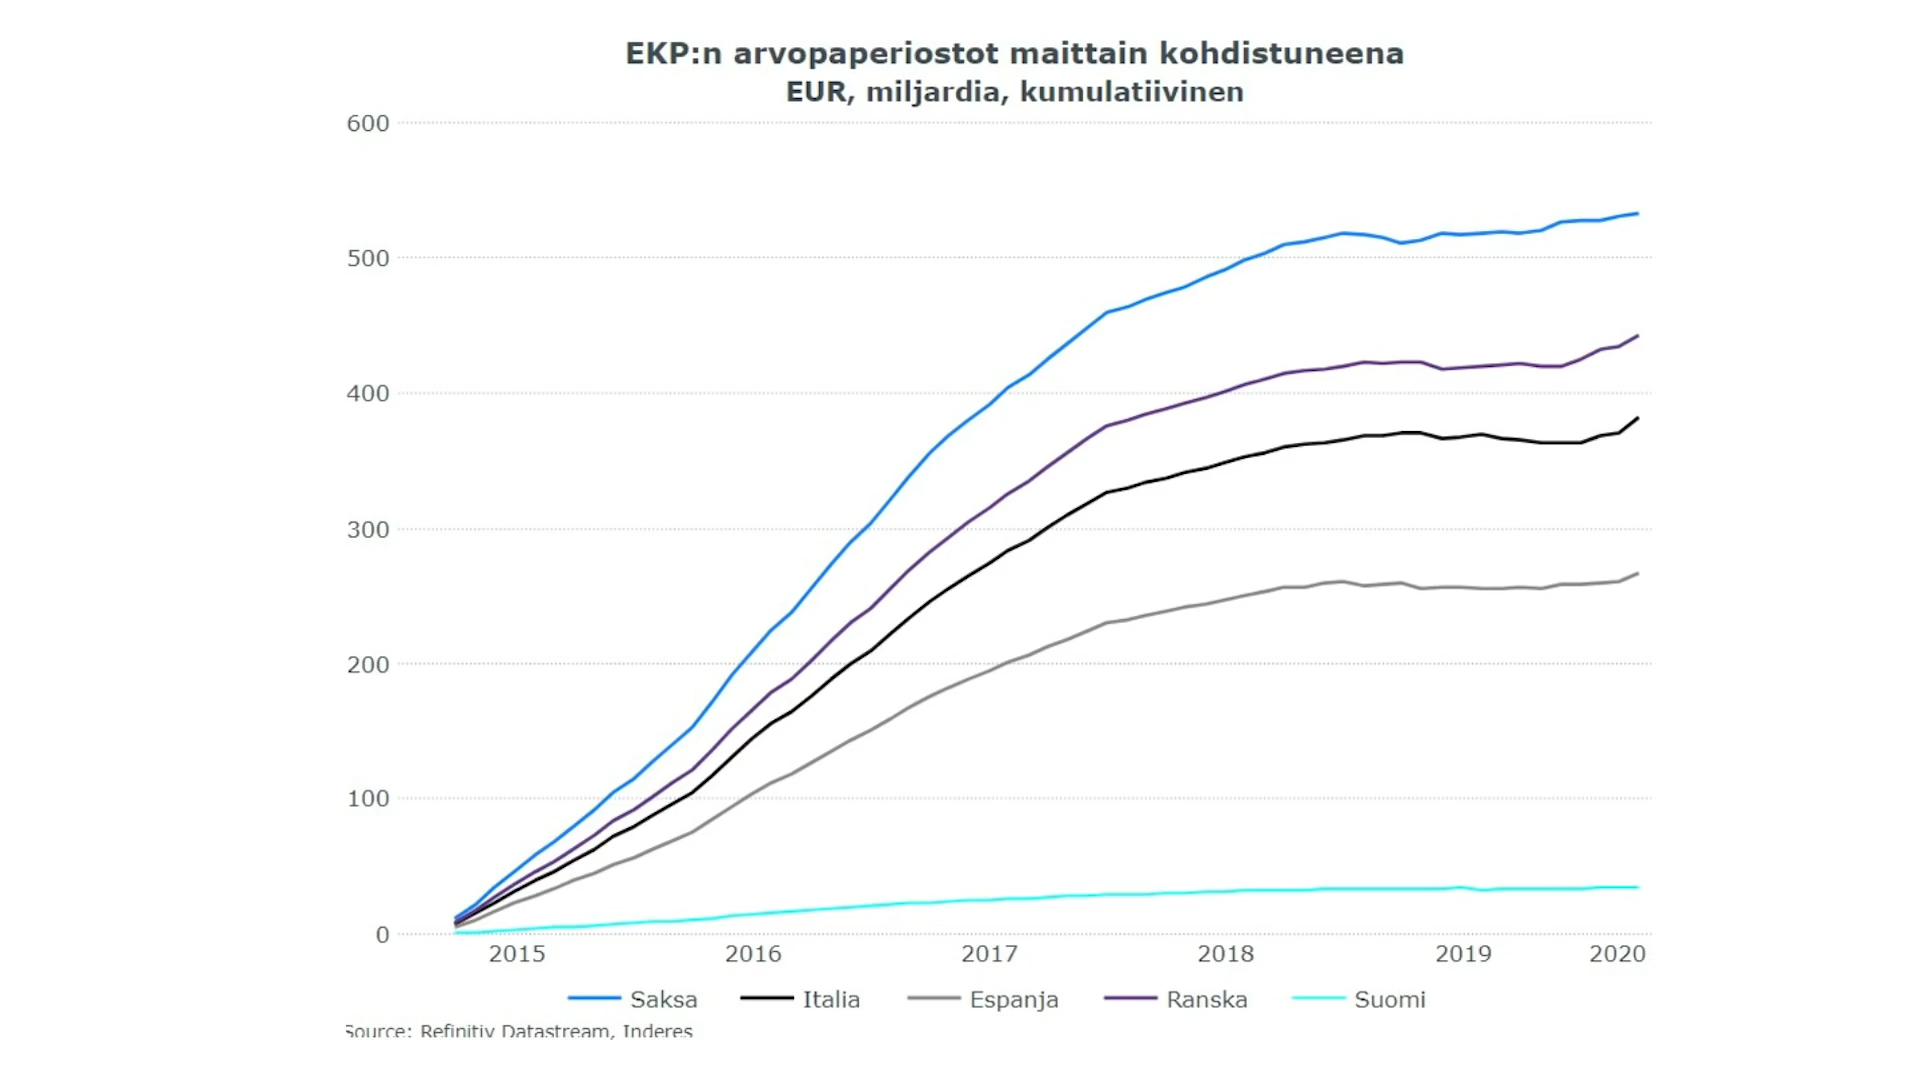 EKP:n arvopaperiostot maittain kohdistuneena
EUR, miljardia, kumulatiivinen
600
500
400
300
200
100
0
2015 2016 2017 2018 2019 2020
Saksa Italia Espanja Ranska Suomi
Source: Refinitiv Datastream, Inderes